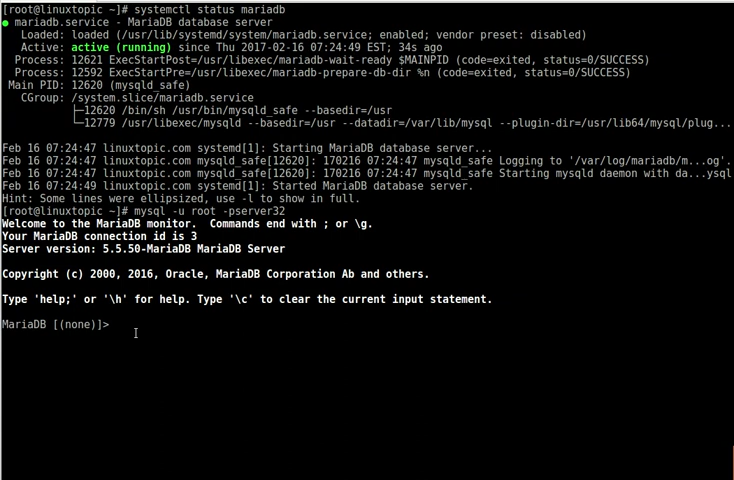 [root@linuxtopic ~]# systemctl status mariadb
● mariadb.service - MariaDB database server
Loaded: loaded (/usr/lib/systemd/system/mariadb.service; enabled; vendor preset: disabled)
Active: active (running) since Thu 2017-02-16 07:24:49 EST; 34s ago
Process: 12621 ExecStartPost=/usr/libexec/mariadb-wait-ready $MAINPID (code=exited, status=0/SUCCESS)
Process: 12592 ExecStartPre=/usr/libexec/mariadb-prepare-db-dir %n (code=exited, status=0/SUCCESS)
Main PID: 12620 (mysqld_safe)
CGroup: /system.slice/mariadb.service
├─12620 /bin/sh /usr/bin/mysqld_safe --basedir=/usr
└─12779 /usr/libexec/mysqld --basedir=/usr --datadir=/var/lib/mysql --plugin-dir=/usr/lib64/mysql/plug...
Feb 16 07:24:47 linuxtopic.com systemd[1]: Starting MariaDB database server...
Feb 16 07:24:47 linuxtopic.com mysqld_safe[12620]: 170216 07:24:47 mysqld_safe Logging to '/var/log/mariadb/m...og'.
Feb 16 07:24:47 linuxtopic.com mysqld_safe[12620]: 170216 07:24:47 mysqld_safe Starting mysqld daemon with da...ysql
Feb 16 07:24:49 linuxtopic.com systemd[1]: Started MariaDB database server.
Hint: Some lines were ellipsized, use -l to show in full.
[root@linuxtopic ~]# mysql -u root -pserver32
Welcome to the MariaDB monitor.  Commands end with ; or \g.
Your MariaDB connection id is 3
Server version: 5.5.50-MariaDB MariaDB Server
Copyright (c) 2000, 2016, Oracle, MariaDB Corporation Ab and others.
Type 'help;' or '\h' for help. Type '\c' to clear the current input statement.
MariaDB [(none)]>